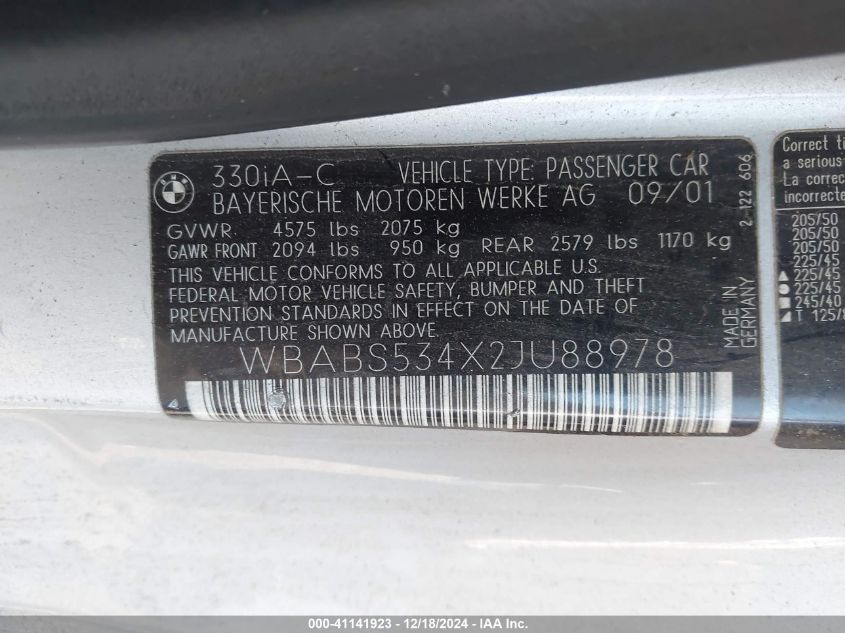 330iA-C VEHICLE TYPE: PASSENGER CAR
BAYERISCHE MOTOREN WERKE AG 09/01
GVWR 4575 lbs 2075 kg
GAWR FRONT 2094 lbs 950 kg REAR 2579 lbs 1170 kg
THIS VEHICLE CONFORMS TO ALL APPLICABLE U.S.
FEDERAL MOTOR VEHICLE SAFETY, BUMPER AND THEFT
PREVENTION STANDARDS IN EFFECT ON THE DATE OF
MANUFACTURE SHOWN ABOVE
WBABS534X2JU88978
2-122 606
MADE IN
GERMANY
Correct
a serious
La correc
incorrecte
205/50
205/50
205/50
225/45
225/45
225/45
245/40
T 125/8
000-41141923 / 12/18/2024 - IAA Inc.